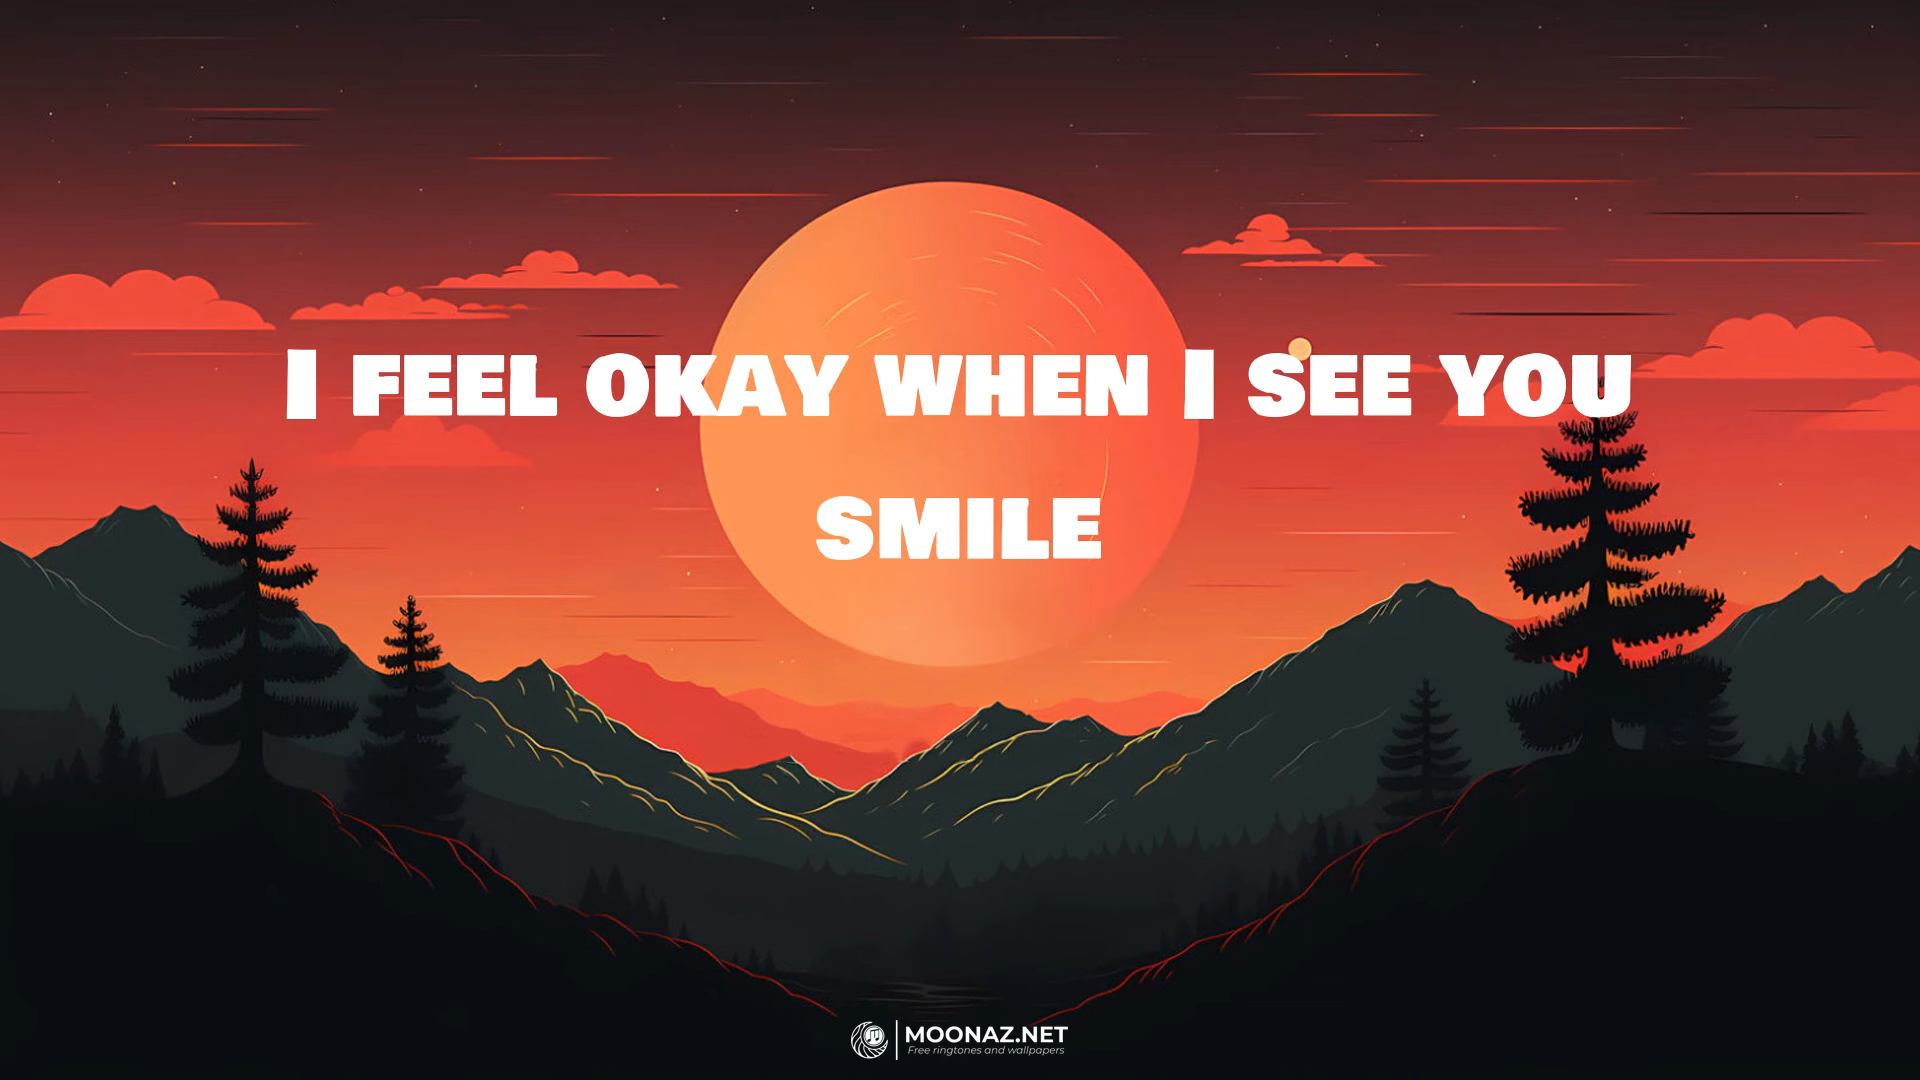 I FEEL OKAY WHEN I SEE YOU
SMILE
MOONAZ.NET
Free ringtones and wallpapers